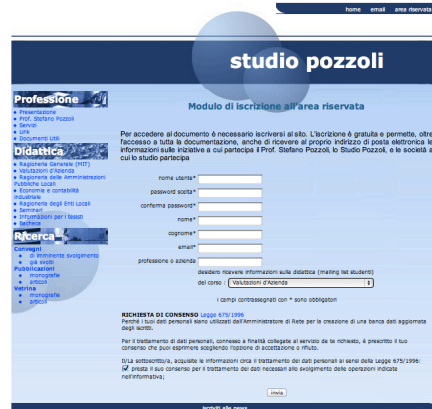 home email area riservata
studio pozzoli
Professione
Presentazione
Prof. Stefano Pozzoli
Servizi
Link
Documenti Utili
Didattica
Ragioneria Generale (MIT)
Valutazioni d'Azienda
Ragioneria delle Amministrazioni
Pubbliche Locali
Economia e contabilità
industriale
Ragioneria degli Enti Locali
Seminari
Informazioni per i tesisti
Bacheca
Ricerca
Convegni
di imminente svolgimento
già svolti
Pubblicazioni
monografie
articoli
Vetrina
monografie
articoli
Modulo di iscrizione all'area riservata
Per accedere al documento è necessario iscriversi al sito. L'iscrizione è gratuita e permette, oltre
l'accesso a tutta la documentazione, anche di ricevere al proprio indirizzo di posta elettronica le
informazioni sulle iniziative a cui partecipa il Prof. Stefano Pozzoli, lo Studio Pozzoli, e le società a
cui lo studio partecipa
nome utente*
password scelta*
conferma password*
nome*
cognome*
email*
professione o azienda
desidero ricevere informazioni sulla didattica (mailing list studenti)
del corso : Valutazioni d'Azienda
i campi contrassegnati con * sono obbligatori
RICHIESTA DI CONSENSO Legge 675/1996
Perché i tuoi dati personali siano utilizzati dall'Amministratore di Rete per la creazione di una banca dati aggiornata
degli iscritti.
Per il trattamento di dati personali, connesso a finalità collegate al servizio da te richiesto, è prescritto il tuo
consenso che puoi esprimere scegliendo l'opzione di accettazione o rifiuto.
Il/La sottoscritto/a, acquisite le informazioni circa il trattamento dei dati personali ai sensi della Legge 675/1996:
presta il suo consenso per il trattamento dei dati necessari allo svolgimento delle operazioni indicate
nell'informativa;
invia
iscriviti alle news